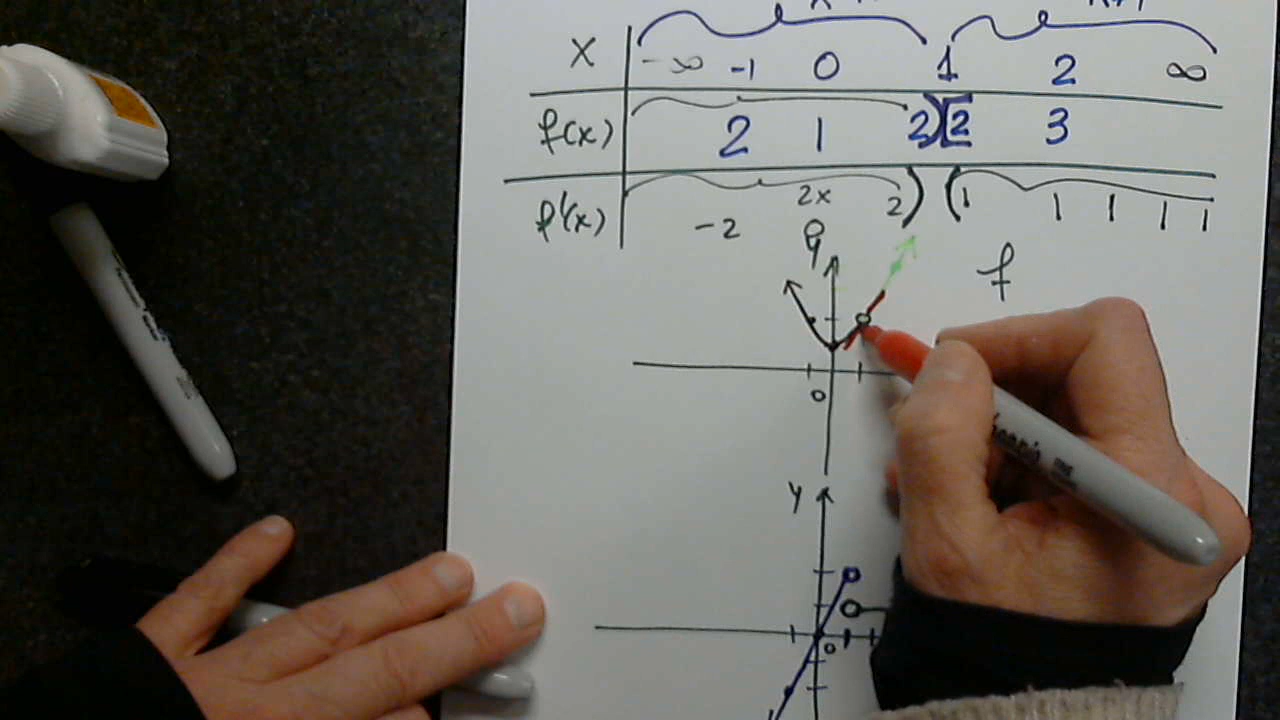 x -∞ -1 0 1 2 ∞
f(x) 2 1 2) [2 3
f'(x) -2 2x 0 2) (1 1 1 1 1
y f
0
y
0